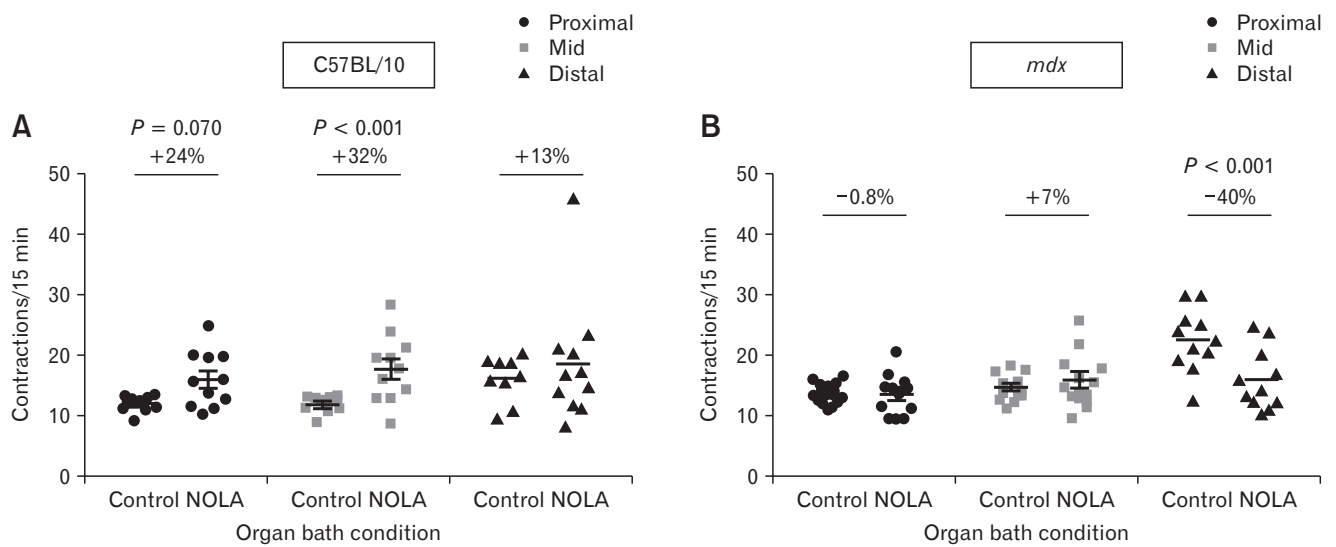 Proximal
Mid
Distal
C57BL/10
A
P = 0.070
P < 0.001
+24%
+32%
+13%
Contractions/15 min
50
40
30
20
10
0
Control NOLA
Control NOLA
Control NOLA
Organ bath condition
Proximal
Mid
Distal
mdx
B
P < 0.001
−0.8%
+7%
−40%
Contractions/15 min
50
40
30
20
10
0
Control NOLA
Control NOLA
Control NOLA
Organ bath condition